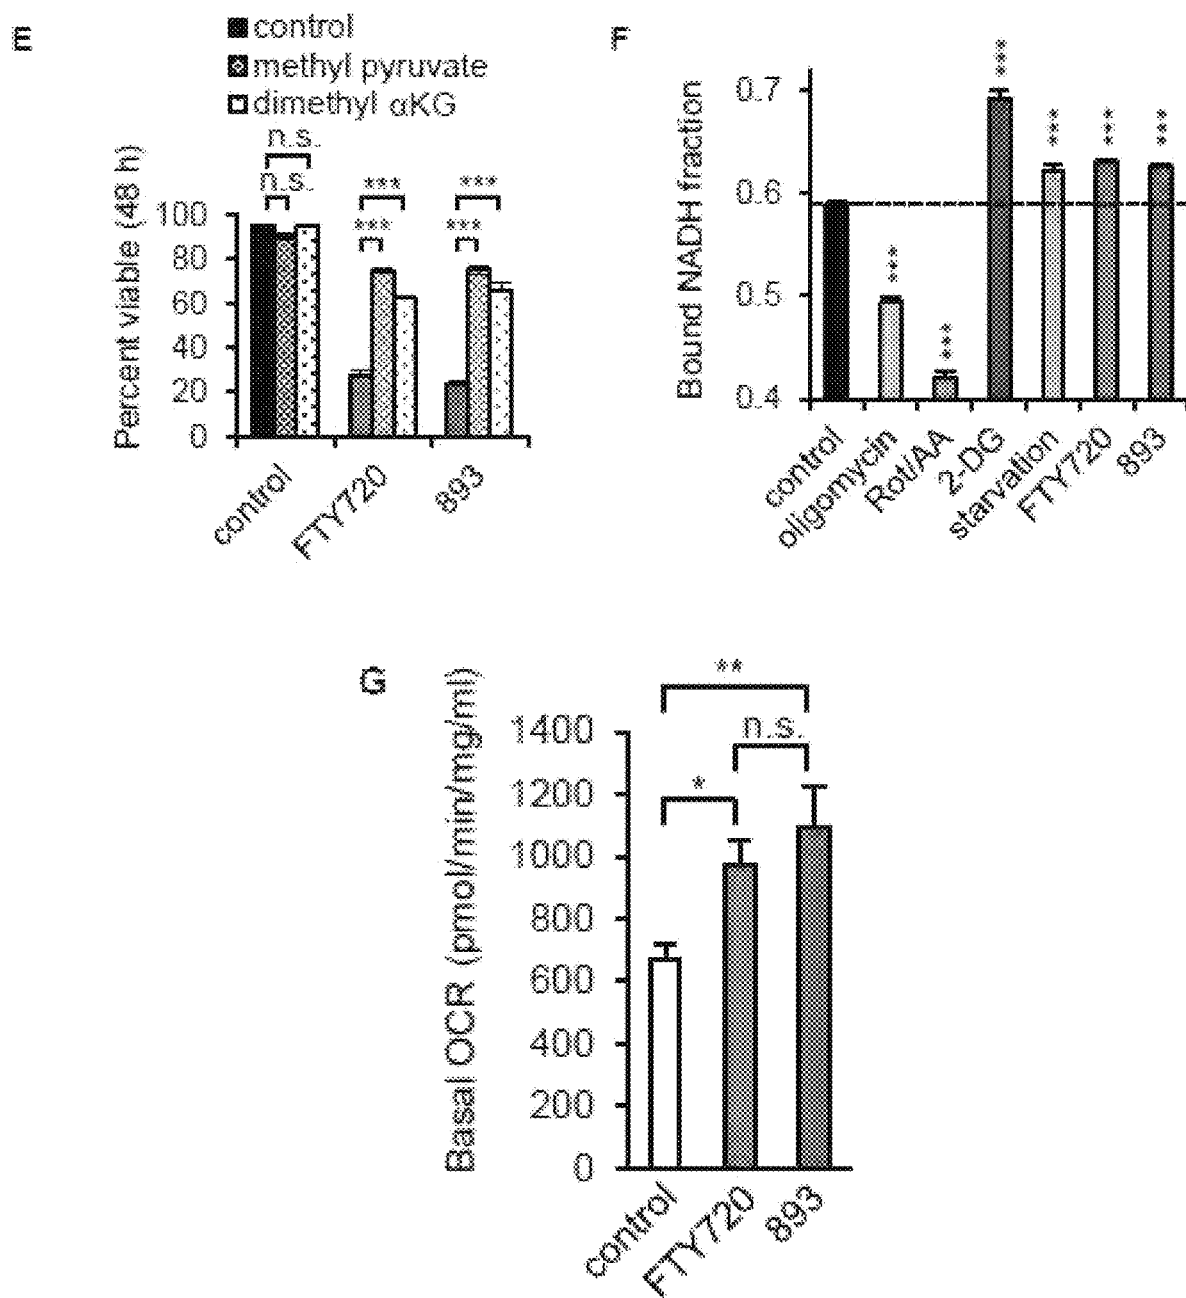 E
control
methyl pyruvate
dimethyl αKG
n.s.
n.s.
***
***
***
***
Percent viable (48 h)
100
80
60
40
20
0
control
FTY720
893
F
***
***
***
***
***
***
Bound NADH fraction
0.7
0.6
0.5
0.4
control
oligomycin
Rot/AA
2-DG
starvation
FTY720
893
G
**
n.s.
*
Basal OCR (pmol/min/mg/ml)
1400
1200
1000
800
600
400
200
0
control
FTY720
893